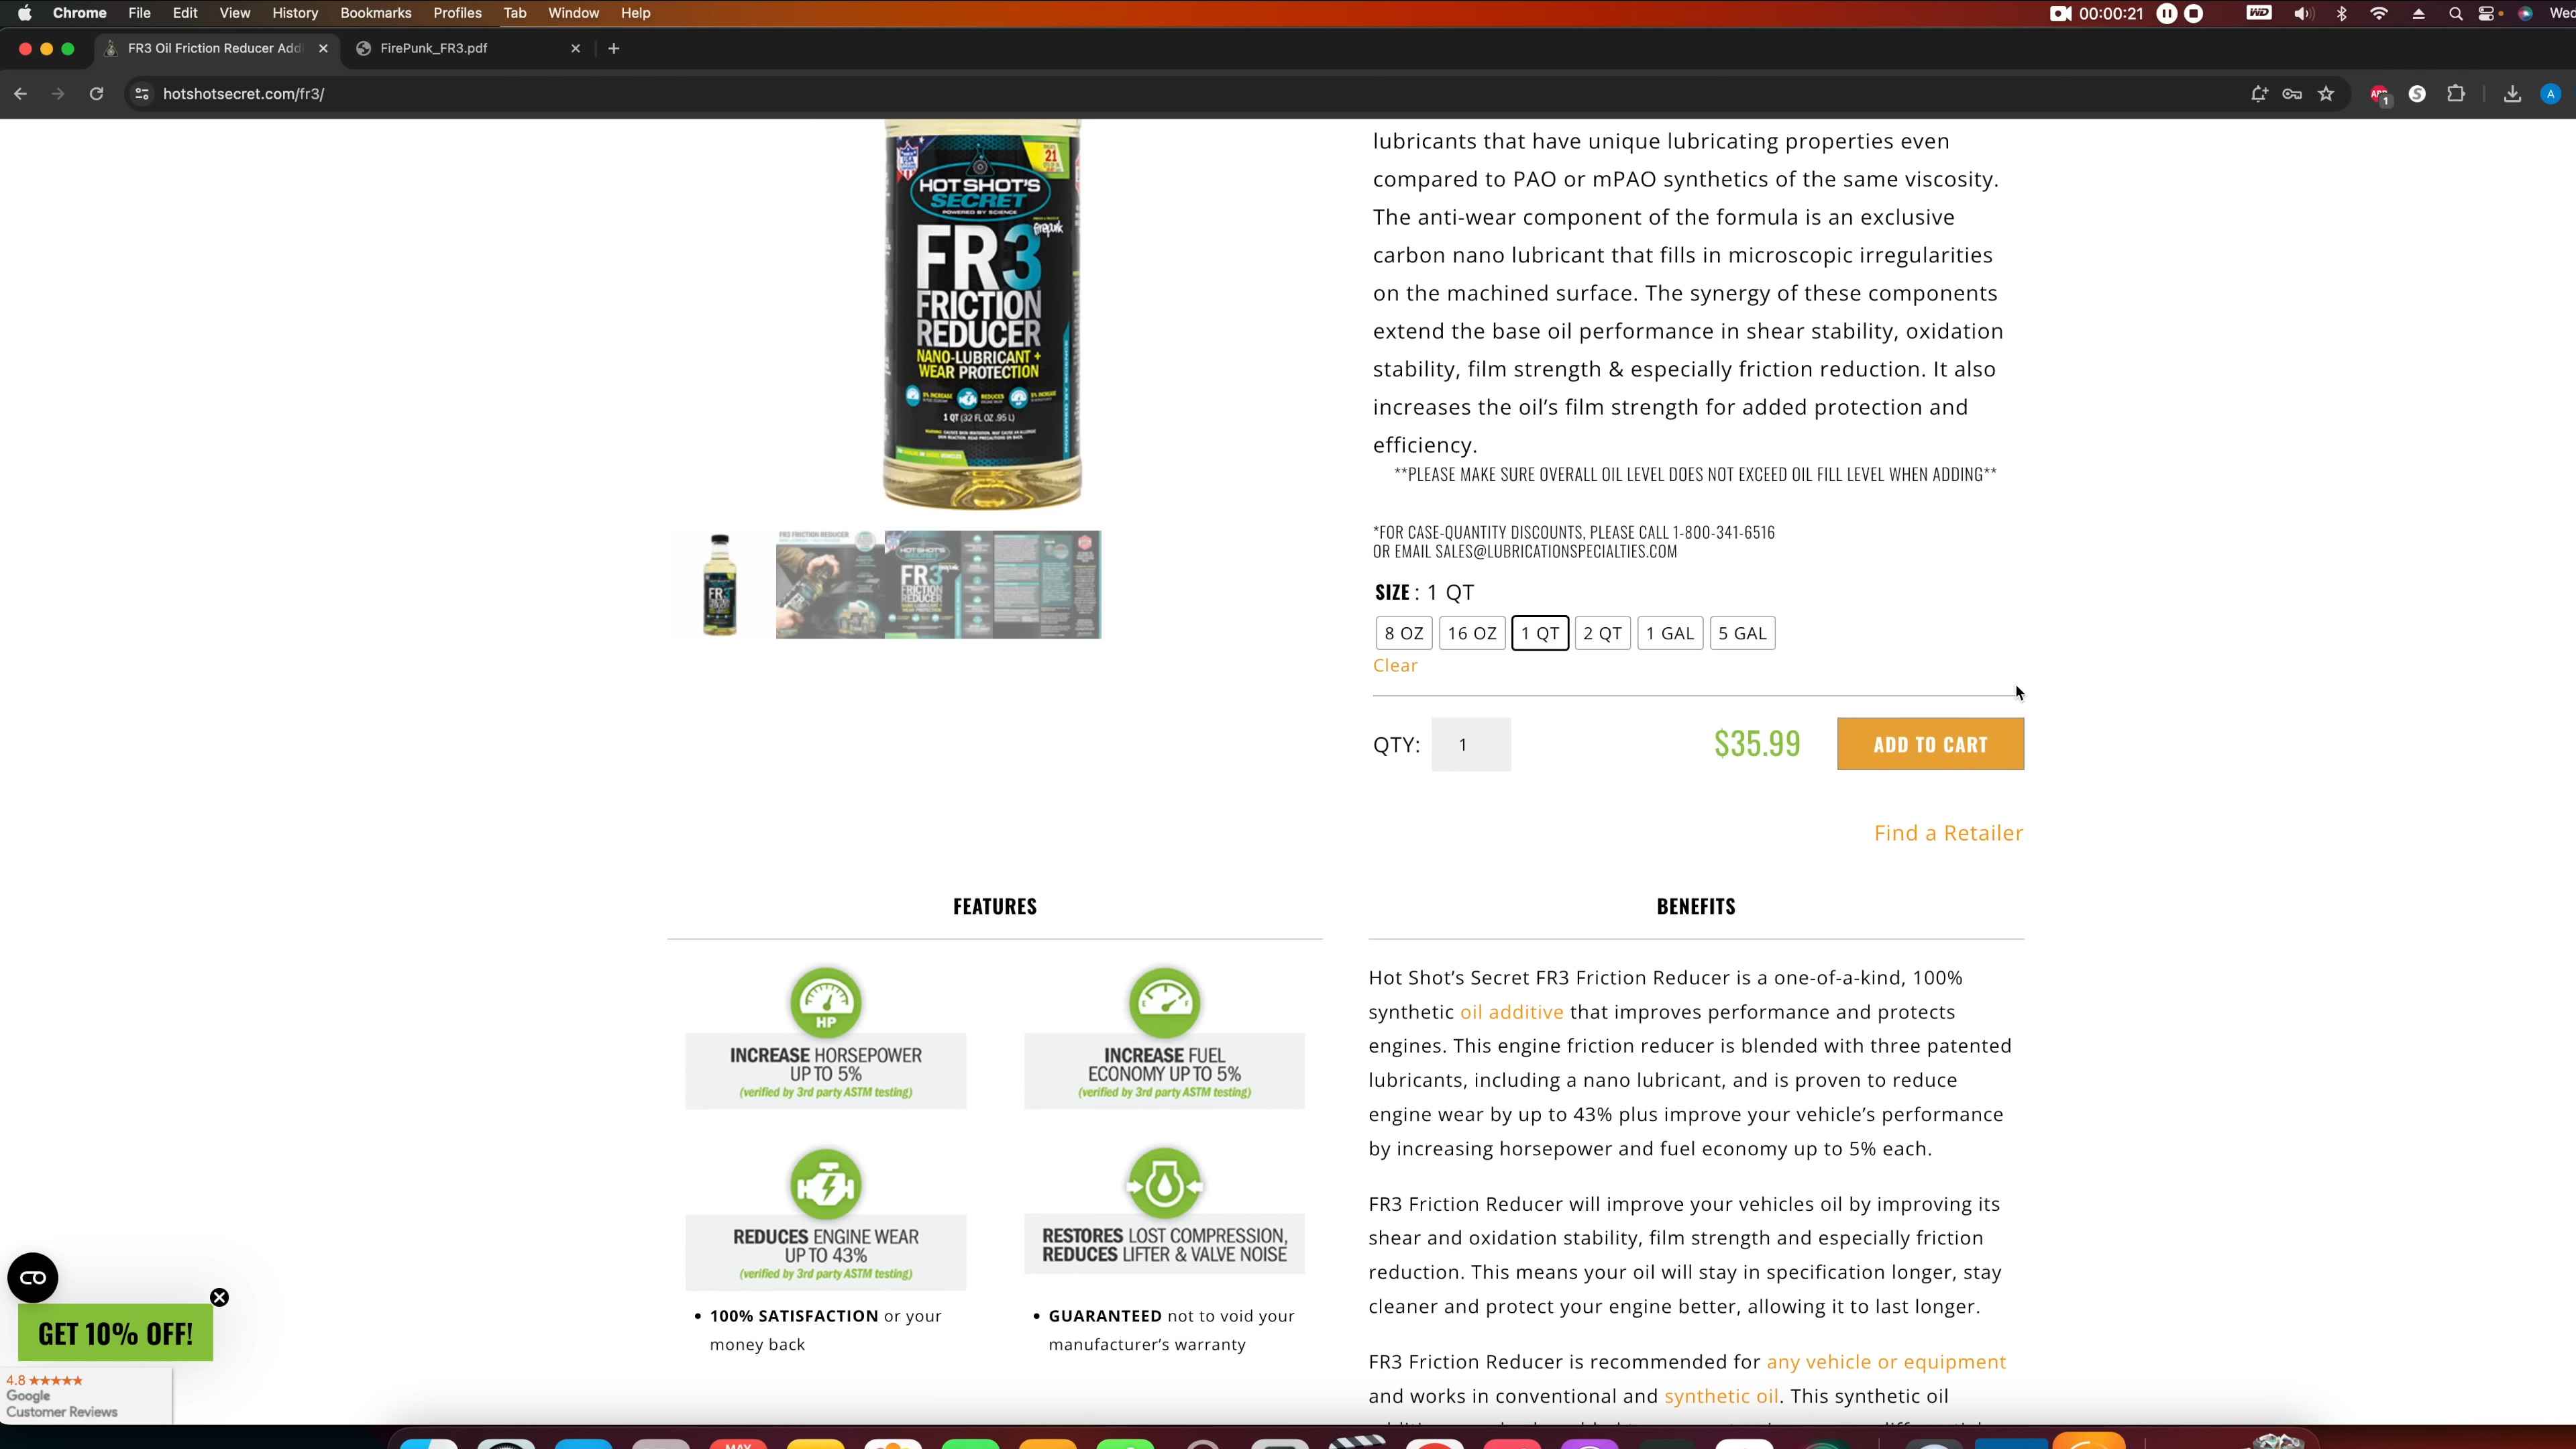 Chrome File Edit View History Bookmarks Profiles Tab Window Help
00:00:21
WD
Wed
FR3 Oil Friction Reducer Addi
FirePunk_FR3.pdf
hotshotsecret.com/fr3/
1
A
HOT SHOT'S
SECRET
POWERED BY SCIENCE
firepunk
FR3
FRICTION
REDUCER
NANO-LUBRICANT +
WEAR PROTECTION
1 QT (32 FL OZ .95 L)
21
lubricants that have unique lubricating properties even
compared to PAO or mPAO synthetics of the same viscosity.
The anti-wear component of the formula is an exclusive
carbon nano lubricant that fills in microscopic irregularities
on the machined surface. The synergy of these components
extend the base oil performance in shear stability, oxidation
stability, film strength & especially friction reduction. It also
increases the oil's film strength for added protection and
efficiency.
**PLEASE MAKE SURE OVERALL OIL LEVEL DOES NOT EXCEED OIL FILL LEVEL WHEN ADDING**
*FOR CASE-QUANTITY DISCOUNTS, PLEASE CALL 1-800-341-6516
OR EMAIL SALES@LUBRICATIONSPECIALTIES.COM
SIZE : 1 QT
8 OZ 16 OZ 1 QT 2 QT 1 GAL 5 GAL
Clear
QTY: 1 $35.99 ADD TO CART
Find a Retailer
FEATURES
HP
INCREASE HORSEPOWER
UP TO 5%
(verified by 3rd party ASTM testing)
INCREASE FUEL
ECONOMY UP TO 5%
(verified by 3rd party ASTM testing)
REDUCES ENGINE WEAR
UP TO 43%
(verified by 3rd party ASTM testing)
RESTORES LOST COMPRESSION,
REDUCES LIFTER & VALVE NOISE
• 100% SATISFACTION or your
money back
• GUARANTEED not to void your
manufacturer's warranty
BENEFITS
Hot Shot's Secret FR3 Friction Reducer is a one-of-a-kind, 100%
synthetic oil additive that improves performance and protects
engines. This engine friction reducer is blended with three patented
lubricants, including a nano lubricant, and is proven to reduce
engine wear by up to 43% plus improve your vehicle's performance
by increasing horsepower and fuel economy up to 5% each.
FR3 Friction Reducer will improve your vehicles oil by improving its
shear and oxidation stability, film strength and especially friction
reduction. This means your oil will stay in specification longer, stay
cleaner and protect your engine better, allowing it to last longer.
FR3 Friction Reducer is recommended for any vehicle or equipment
and works in conventional and synthetic oil. This synthetic oil
GET 10% OFF!
4.8 ★★★★★
Google
Customer Reviews
MAY